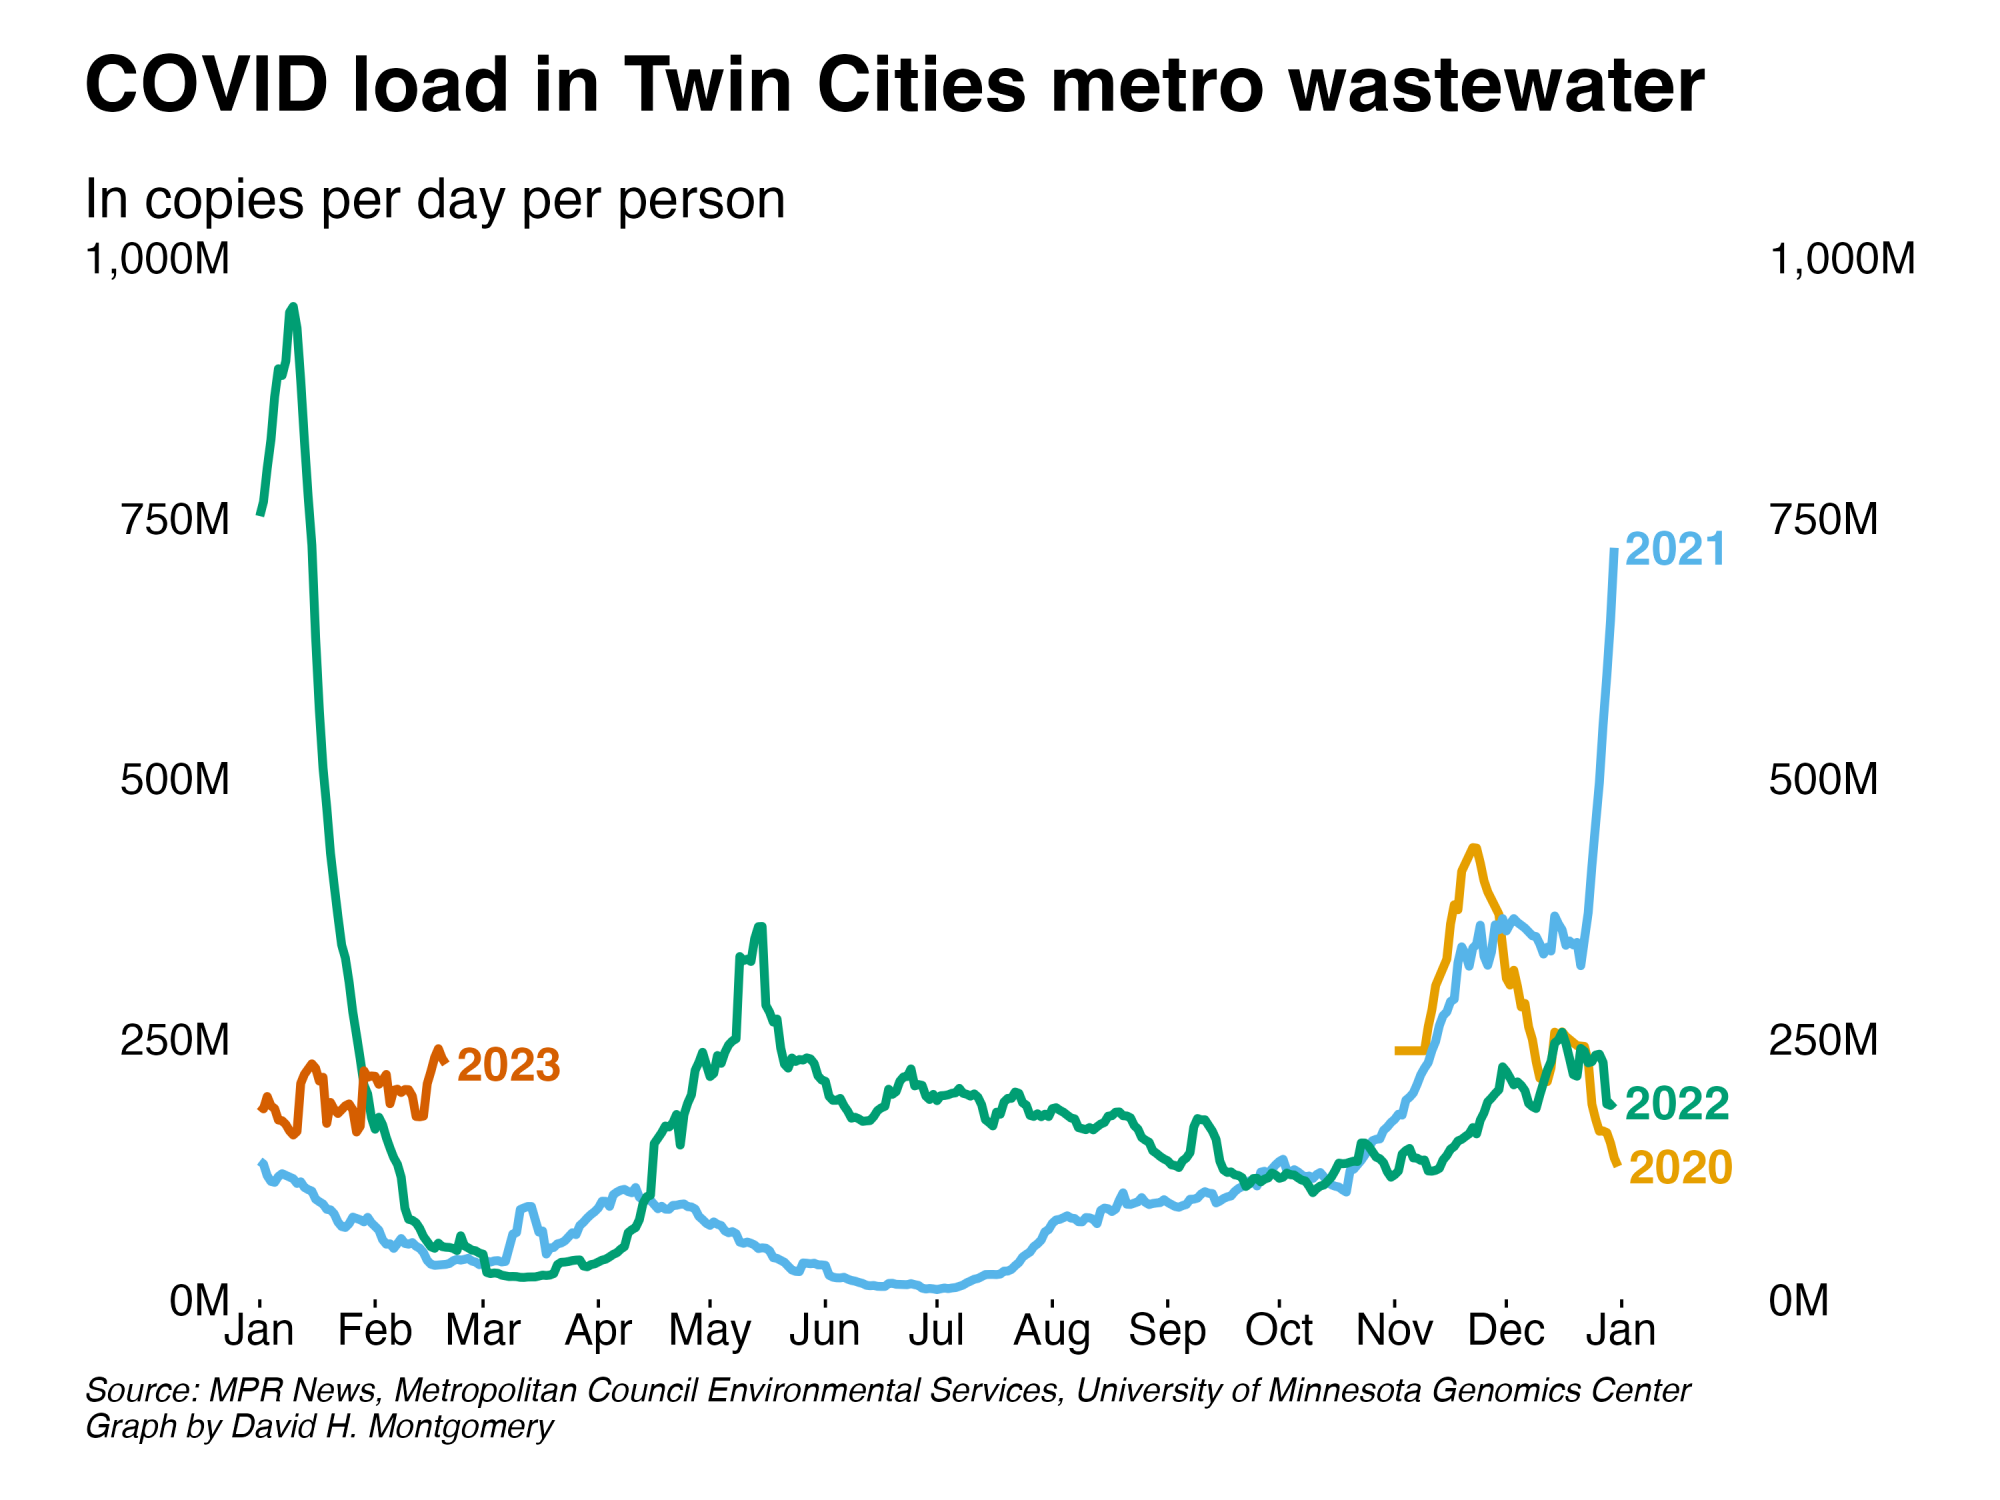 COVID load in Twin Cities metro wastewater
In copies per day per person
1,000M 1,000M
750M 750M
2021
500M 500M
250M 250M
2023
2022
2020
0M 0M
Jan Feb Mar Apr May Jun Jul Aug Sep Oct Nov Dec Jan
Source: MPR News, Metropolitan Council Environmental Services, University of Minnesota Genomics Center
Graph by David H. Montgomery